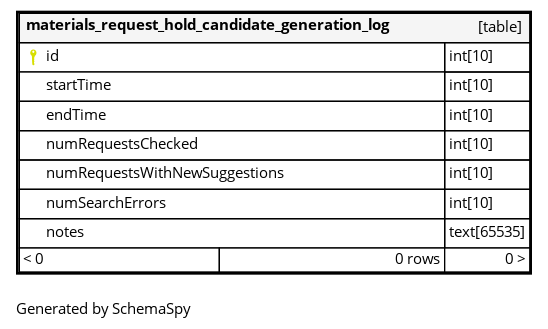 materials_request_hold_candidate_generation_log [table]
id int[10]
startTime int[10]
endTime int[10]
numRequestsChecked int[10]
numRequestsWithNewSuggestions int[10]
numSearchErrors int[10]
notes text[65535]
< 0 0 rows 0 >
Generated by SchemaSpy